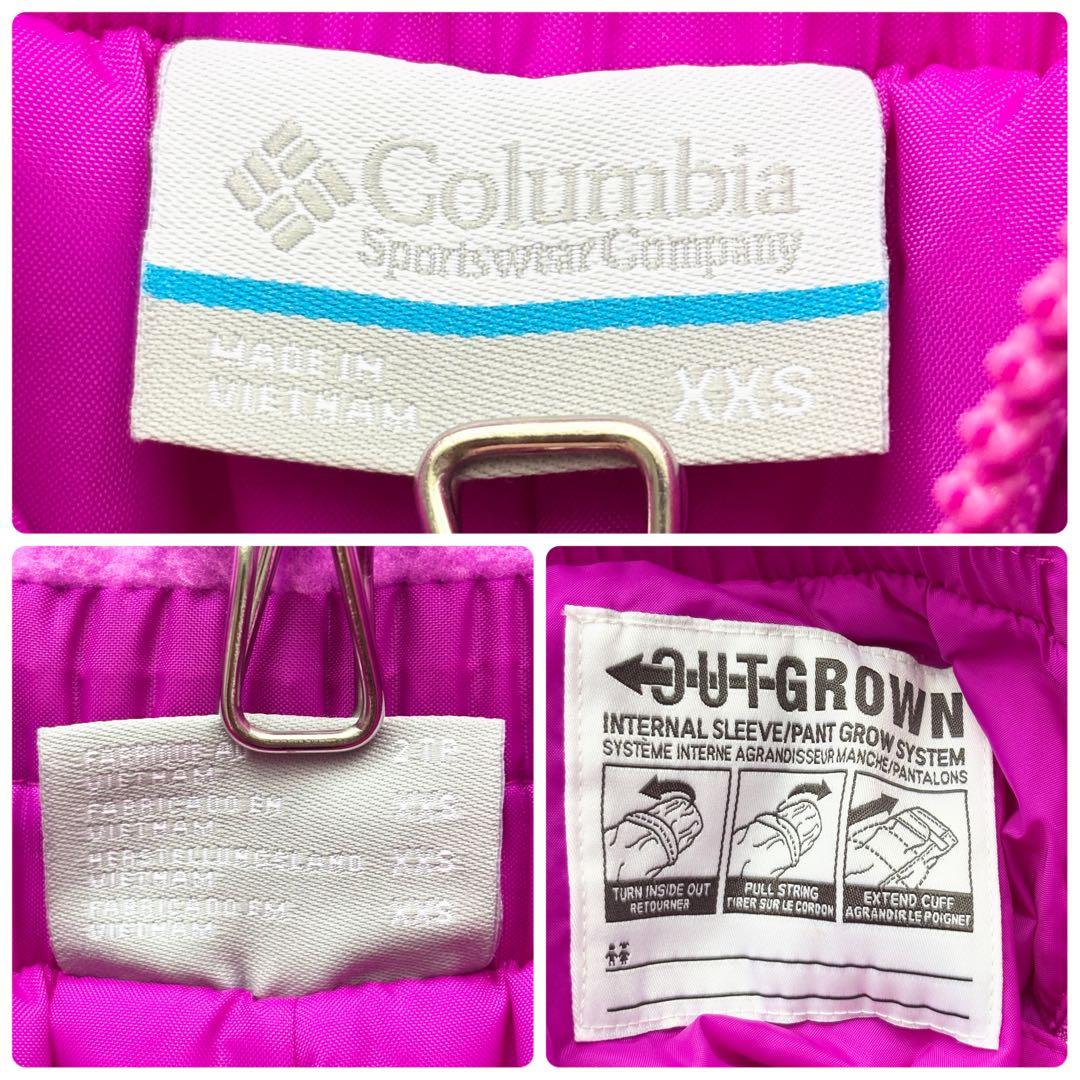 Columbia
Sportswear Company
MADE IN
VIETNAM
XXS
VIETNAM
FABRICADO EM XXS
VIETNAM
HERSTELLUNGSLAND XXS
VIETNAM
FABRICADO EM XXS
VIETNAM
OUTGROWN
INTERNAL SLEEVE/PANT GROW SYSTEM
SYSTÈME INTERNE AGRANDISSEUR MANCHE/PANTALONS
TURN INSIDE OUT
RETOURNER
PULL STRING
TIRER SUR LE CORDON
EXTEND CUFF
AGRANDIR LE POIGNET